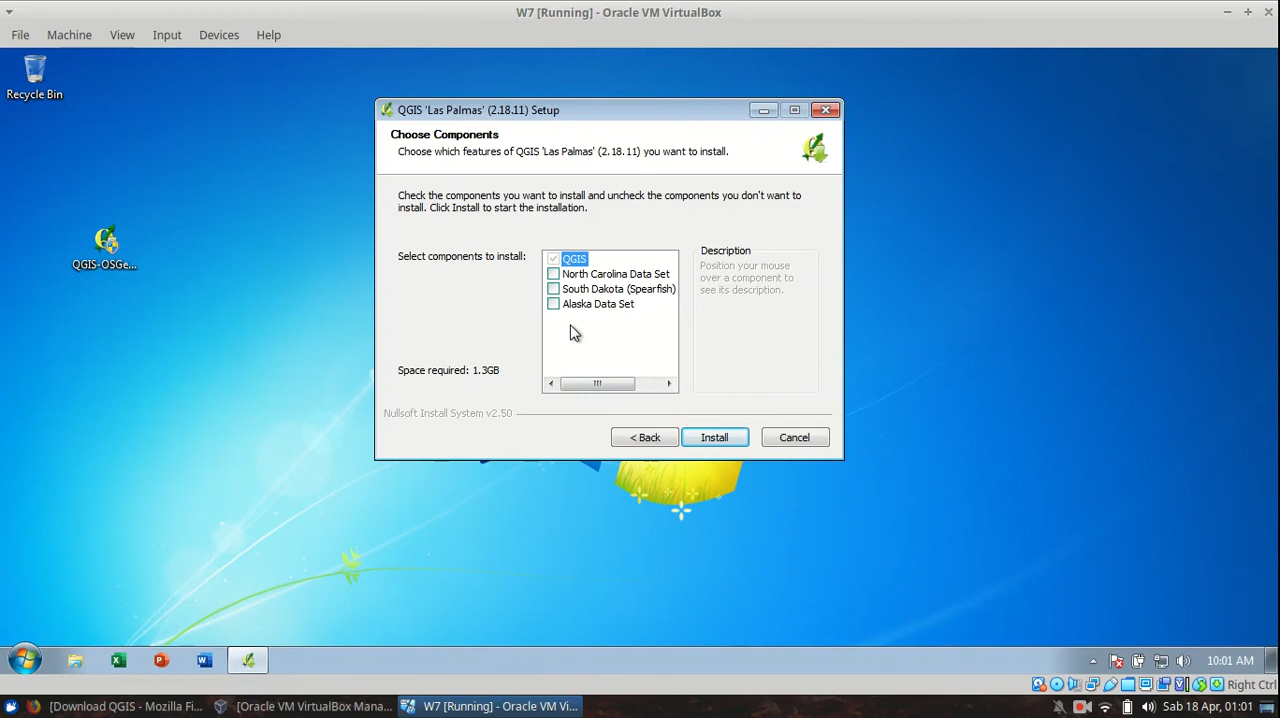 W7 [Running] - Oracle VM VirtualBox
File Machine View Input Devices Help
Recycle Bin
QGIS-OSGe...
QGIS 'Las Palmas' (2.18.11) Setup
Choose Components
Choose which features of QGIS 'Las Palmas' (2.18.11) you want to install.
Check the components you want to install and uncheck the components you don't want to
install. Click Install to start the installation.
Select components to install:
QGIS
North Carolina Data Set
South Dakota (Spearfish)
Alaska Data Set
Description
Position your mouse
over a component to
see its description.
Space required: 1.3GB
Nullsoft Install System v2.50
< Back Install Cancel
10:01 AM
Right Ctrl
[Download QGIS - Mozilla Fi... [Oracle VM VirtualBox Mana... W7 [Running] - Oracle VM Vi... Sab 18 Apr, 01:01